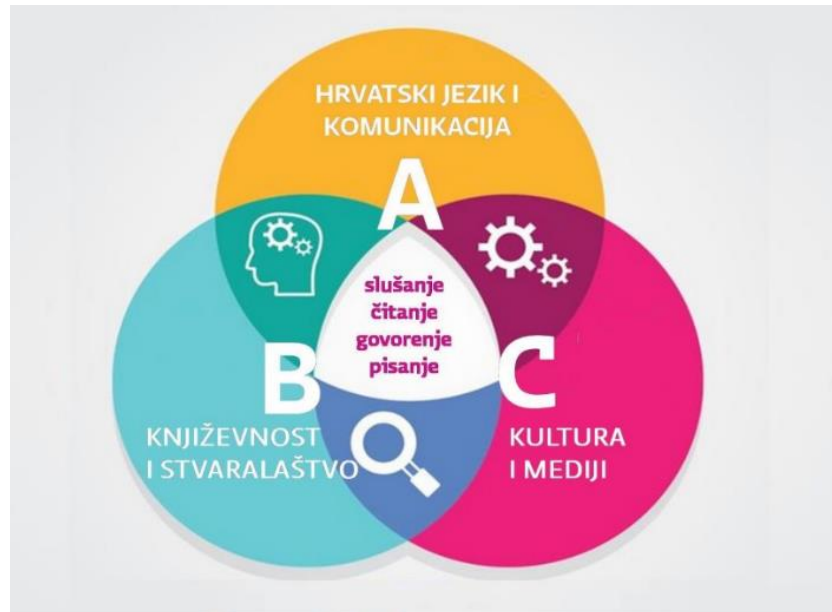 HRVATSKI JEZIK I
KOMUNIKACIJA
A
slušanje
čitanje
govorenje
pisanje
B
C
KNJIŽEVNOST
I STVARALAŠTVO
KULTURA
I MEDIJI